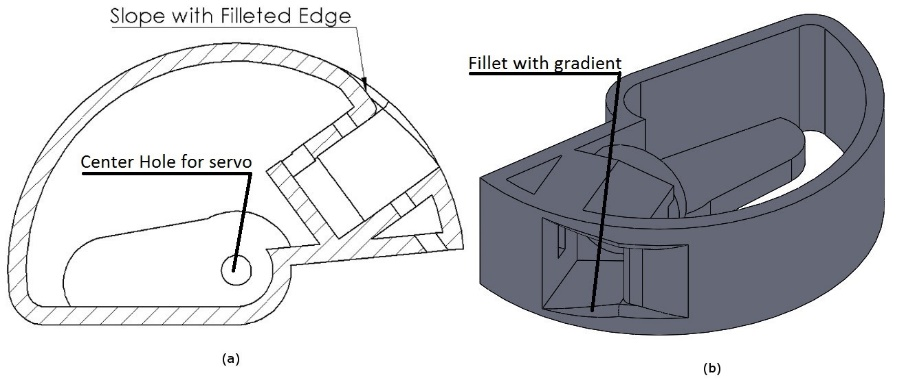 Slope with Filleted Edge
Fillet with gradient
Center Hole for servo
(a)
(b)